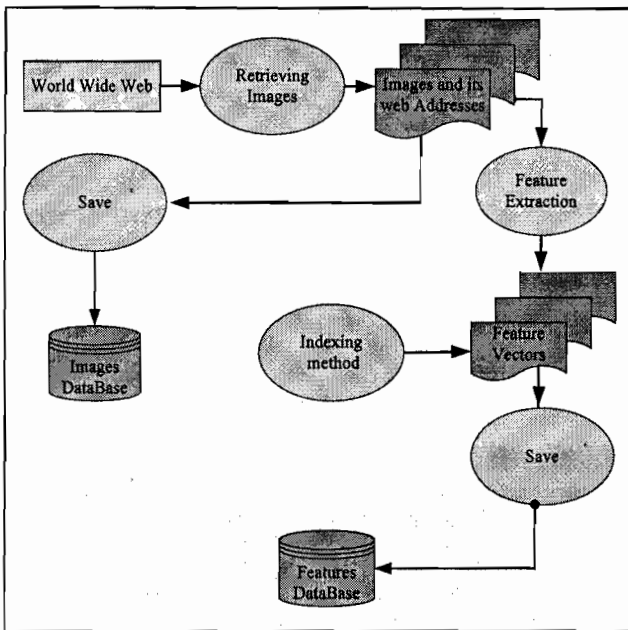 World Wide Web
Retrieving
Images
Images and its
web Addresses
Save
Feature
Extraction
Images
DataBase
Indexing
method
Feature
Vectors
Save
Features
DataBase